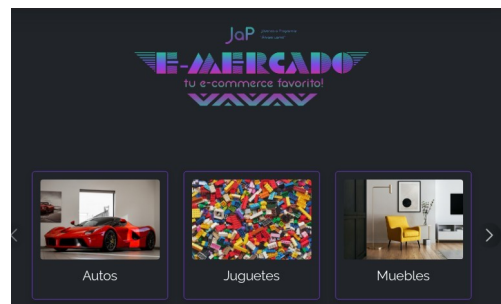 JaP
E-MERCADO
tu e-commerce favorito!
Autos
Juguetes
Muebles